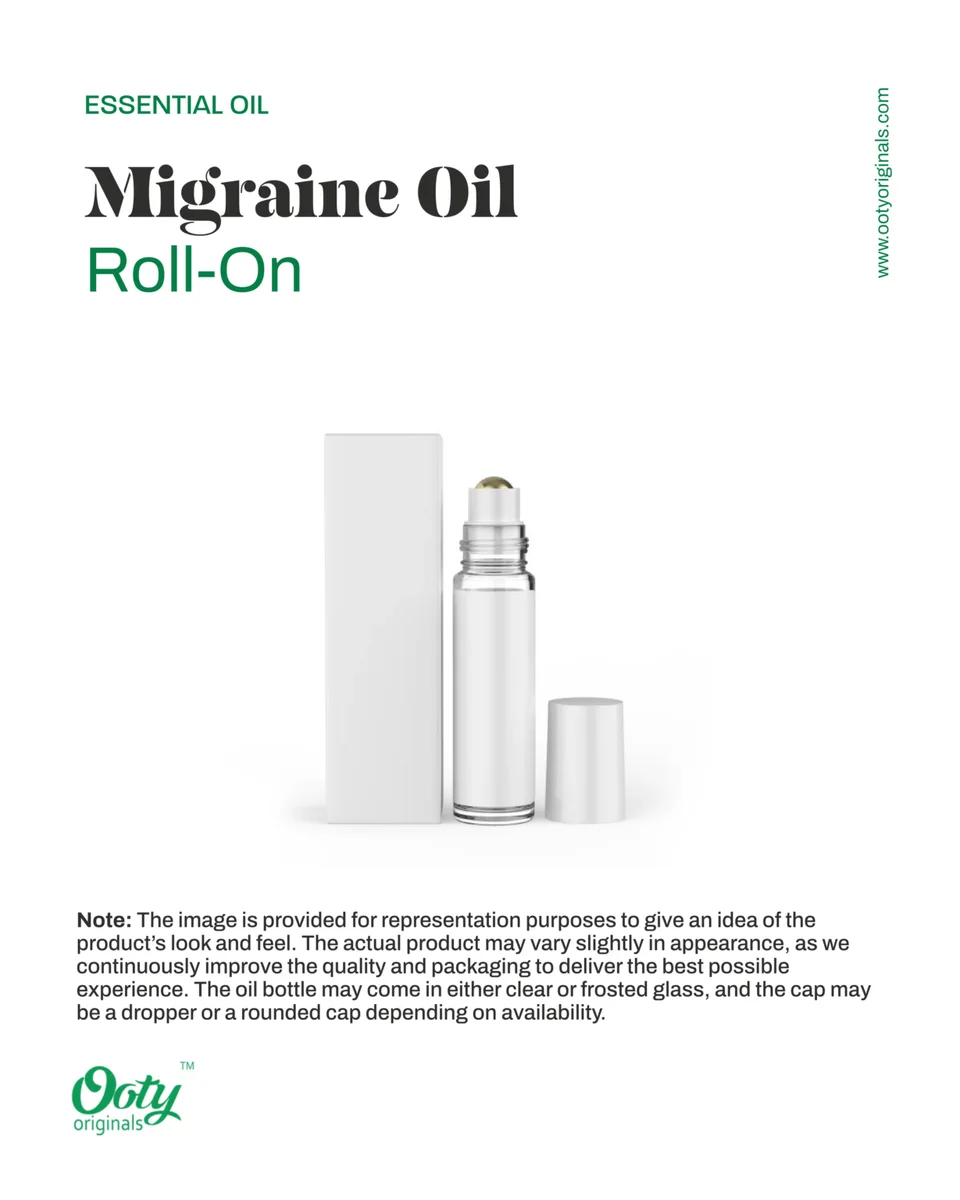 ESSENTIAL OIL
www.ootyoriginals.com
Migraine Oil
Roll-On
Note: The image is provided for representation purposes to give an idea of the
product’s look and feel. The actual product may vary slightly in appearance, as we
continuously improve the quality and packaging to deliver the best possible
experience. The oil bottle may come in either clear or frosted glass, and the cap may
be a dropper or a rounded cap depending on availability.
Ooty TM
originals